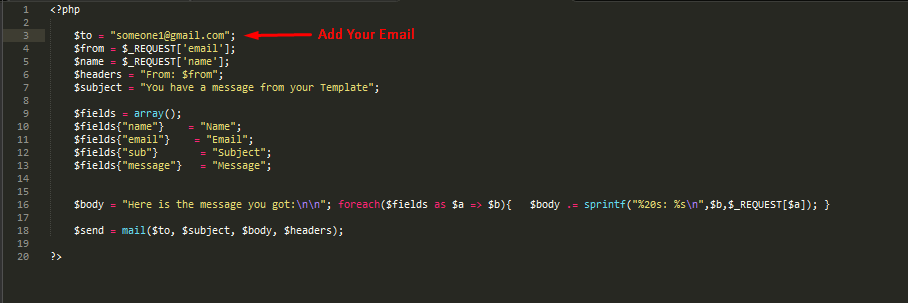 1 <?php
2
3 $to = "someone1@gmail.com"; Add Your Email
4 $from = $_REQUEST['email'];
5 $name = $_REQUEST['name'];
6 $headers = "From: $from";
7 $subject = "You have a message from your Template";
8
9 $fields = array();
10 $fields{"name"} = "Name";
11 $fields{"email"} = "Email";
12 $fields{"sub"} = "Subject";
13 $fields{"message"} = "Message";
14
15
16 $body = "Here is the message you got:\n\n"; foreach($fields as $a => $b){ $body .= sprintf("%20s: %s\n",$b,$_REQUEST[$a]); }
17
18 $send = mail($to, $subject, $body, $headers);
19
20 ?>